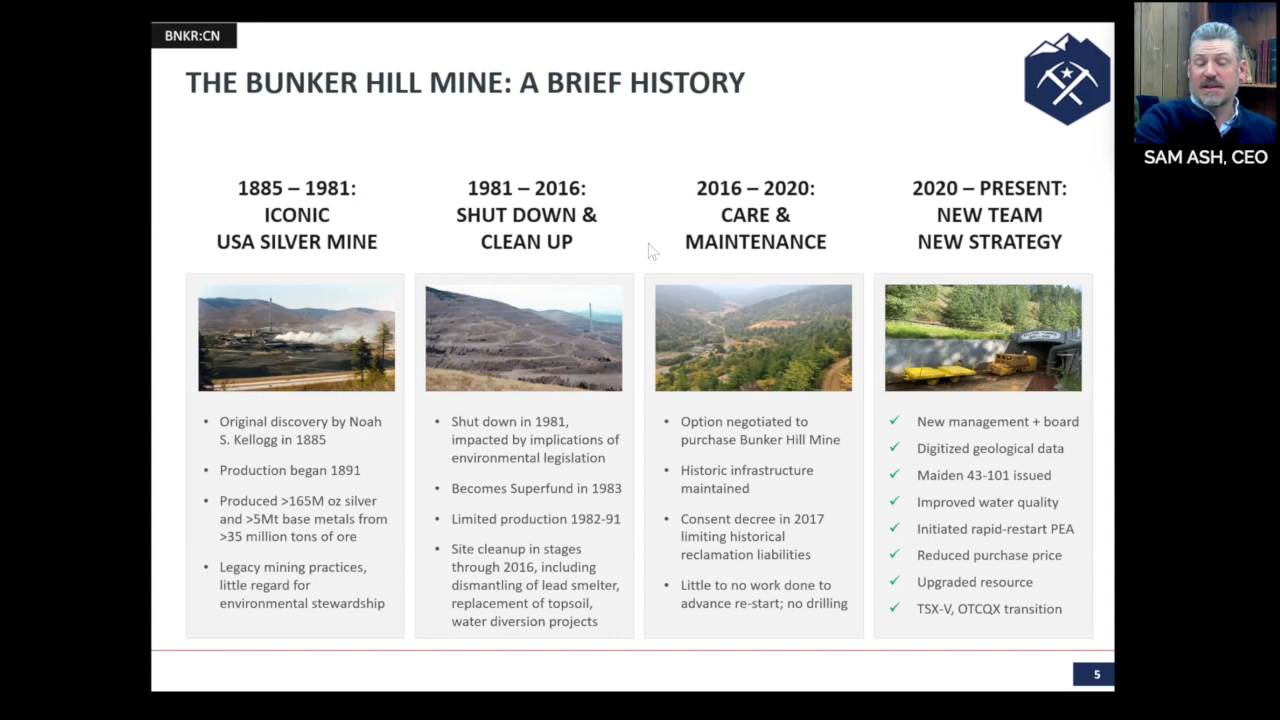 BNKR:CN
THE BUNKER HILL MINE: A BRIEF HISTORY
SAM ASH, CEO
1885 – 1981:
ICONIC
USA SILVER MINE
• Original discovery by Noah
S. Kellogg in 1885
• Production began 1891
• Produced >165M oz silver
and >5Mt base metals from
>35 million tons of ore
• Legacy mining practices,
little regard for
environmental stewardship
1981 – 2016:
SHUT DOWN &
CLEAN UP
• Shut down in 1981,
impacted by implications of
environmental legislation
• Becomes Superfund in 1983
• Limited production 1982-91
• Site cleanup in stages
through 2016, including
dismantling of lead smelter,
replacement of topsoil,
water diversion projects
2016 – 2020:
CARE &
MAINTENANCE
• Option negotiated to
purchase Bunker Hill Mine
• Historic infrastructure
maintained
• Consent decree in 2017
limiting historical
reclamation liabilities
• Little to no work done to
advance re-start; no drilling
2020 – PRESENT:
NEW TEAM
NEW STRATEGY
✓ New management + board
✓ Digitized geological data
✓ Maiden 43-101 issued
✓ Improved water quality
✓ Initiated rapid-restart PEA
✓ Reduced purchase price
✓ Upgraded resource
✓ TSX-V, OTCQX transition
5